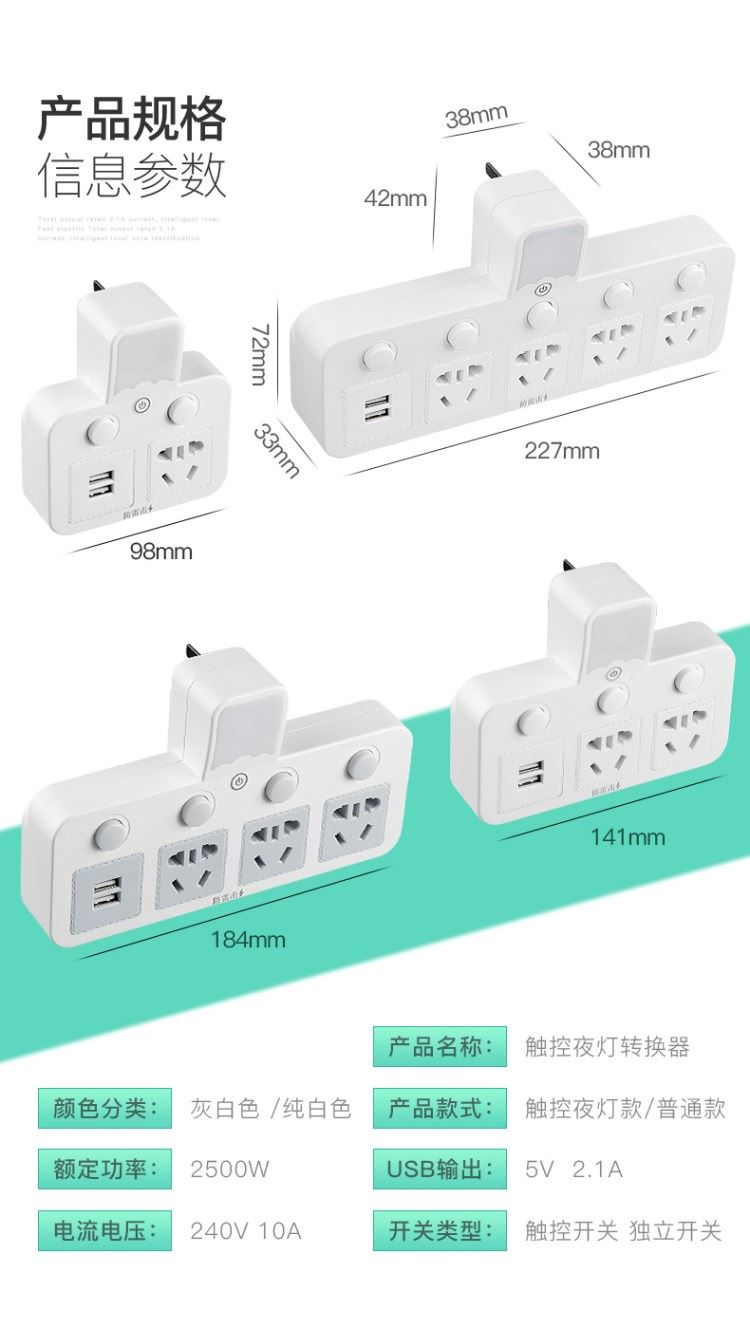 产品规格
信息参数
Total output rated 2.1A current, intelligent inner
Fast electric Total output rated 2.1A
current, intelligent inner core identification
38mm
38mm
42mm
72mm
33mm
227mm
防雷击
防雷击
98mm
防雷击
141mm
防雷击
184mm
产品名称： 触控夜灯转换器
颜色分类： 灰白色 /纯白色 产品款式： 触控夜灯款/普通款
额定功率： 2500W USB输出： 5V 2.1A
电流电压： 240V 10A 开关类型： 触控开关 独立开关